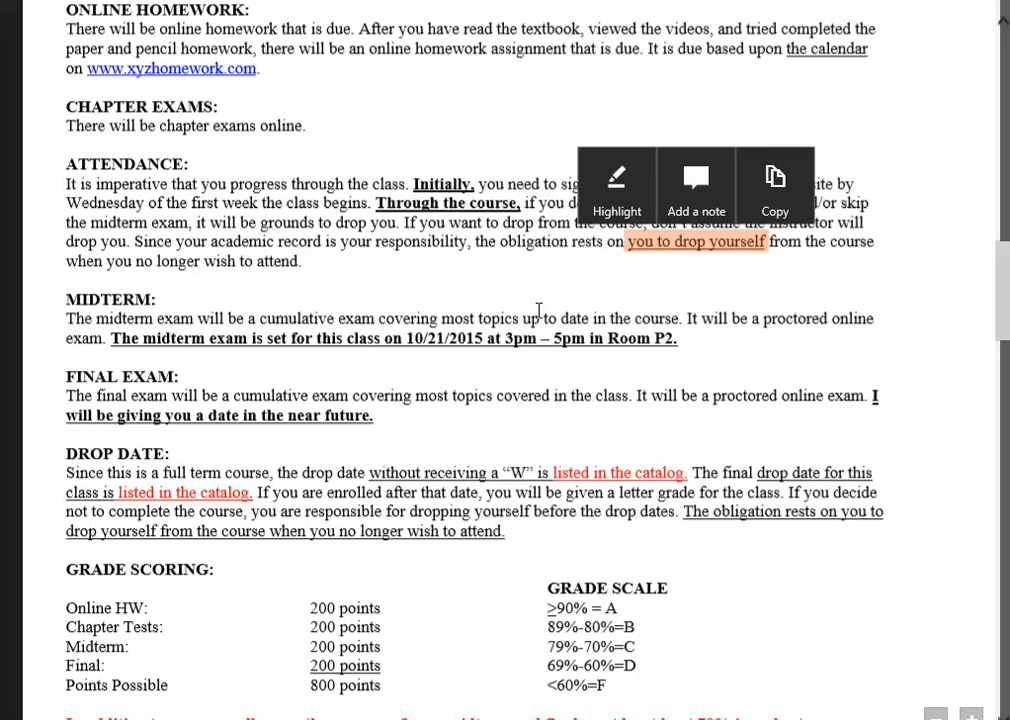 ONLINE HOMEWORK:
There will be online homework that is due. After you have read the textbook, viewed the videos, and tried completed the
paper and pencil homework, there will be an online homework assignment that is due. It is due based upon the calendar
on www.xyzhomework.com.
CHAPTER EXAMS:
There will be chapter exams online.
ATTENDANCE:
It is imperative that you progress through the class. Initially, you need to by
Wednesday of the first week the class begins. Through the course, if you skip
the midterm exam, it will be grounds to drop you. If you want to drop from will
drop you. Since your academic record is your responsibility, the obligation rests on you to drop yourself from the course
when you no longer wish to attend.
Highlight
Add a note
Copy
MIDTERM:
The midterm exam will be a cumulative exam covering most topics up to date in the course. It will be a proctored online
exam. The midterm exam is set for this class on 10/21/2015 at 3pm – 5pm in Room P2.
FINAL EXAM:
The final exam will be a cumulative exam covering most topics covered in the class. It will be a proctored online exam. I
will be giving you a date in the near future.
DROP DATE:
Since this is a full term course, the drop date without receiving a “W” is listed in the catalog. The final drop date for this
class is listed in the catalog. If you are enrolled after that date, you will be given a letter grade for the class. If you decide
not to complete the course, you are responsible for dropping yourself before the drop dates. The obligation rests on you to
drop yourself from the course when you no longer wish to attend.
GRADE SCORING:
GRADE SCALE
Online HW: 200 points ≥90% = A
Chapter Tests: 200 points 89%-80%=B
Midterm: 200 points 79%-70%=C
Final: 200 points 69%-60%=D
Points Possible 800 points <60%=F